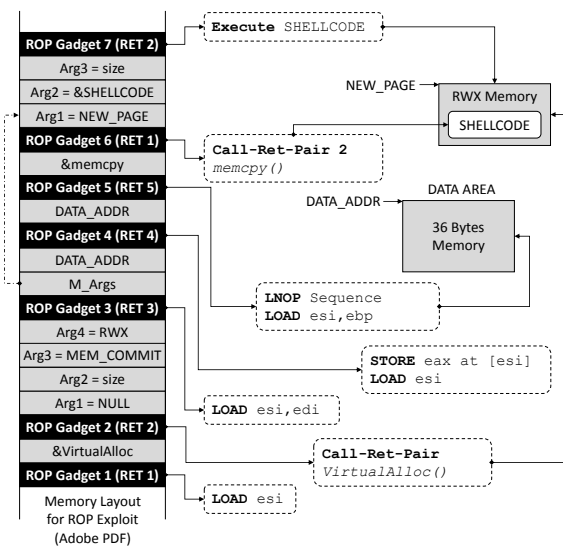 ROP Gadget 7 (RET 2)
Arg3 = size
Arg2 = &SHELLCODE
Arg1 = NEW_PAGE
ROP Gadget 6 (RET 1)
&memcpy
ROP Gadget 5 (RET 5)
DATA_ADDR
ROP Gadget 4 (RET 4)
DATA_ADDR
M_Args
ROP Gadget 3 (RET 3)
Arg4 = RWX
Arg3 = MEM_COMMIT
Arg2 = size
Arg1 = NULL
ROP Gadget 2 (RET 2)
&VirtualAlloc
ROP Gadget 1 (RET 1)
Memory Layout
for ROP Exploit
(Adobe PDF)
Execute SHELLCODE
NEW_PAGE
RWX Memory
SHELLCODE
Call-Ret-Pair 2
memcpy()
DATA AREA
DATA_ADDR
36 Bytes
Memory
LNOP Sequence
LOAD esi,ebp
STORE eax at [esi]
LOAD esi
LOAD esi,edi
Call-Ret-Pair
VirtualAlloc()
LOAD esi